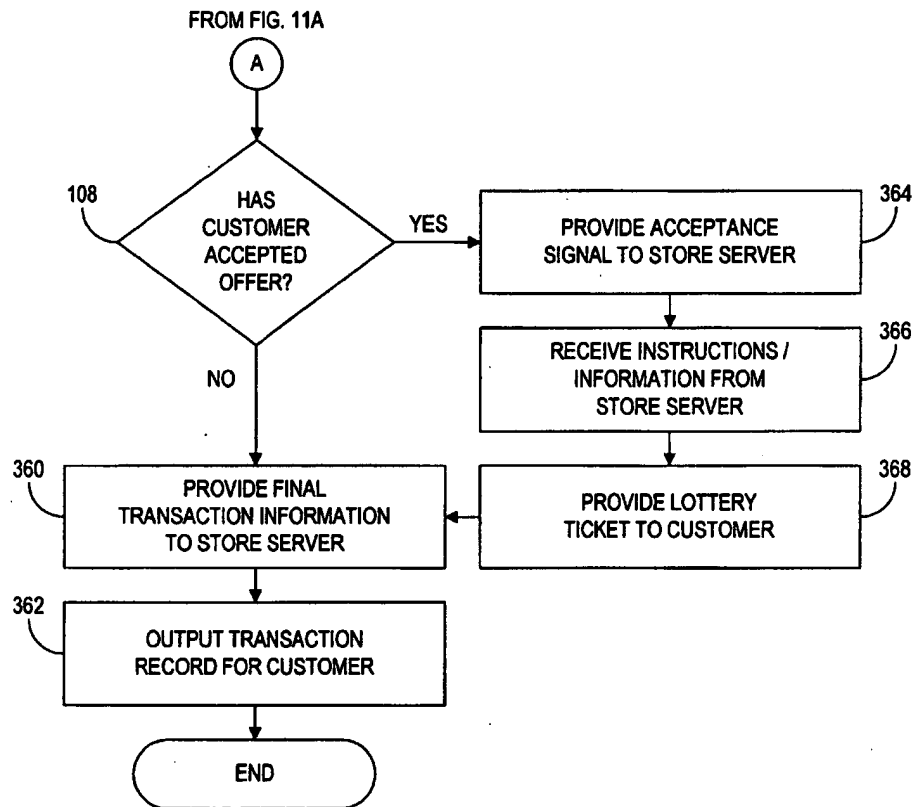 FROM FIG. 11A
A
108
HAS
CUSTOMER
ACCEPTED
OFFER?
YES
364
PROVIDE ACCEPTANCE
SIGNAL TO STORE SERVER
366
RECEIVE INSTRUCTIONS /
INFORMATION FROM
STORE SERVER
NO
360
PROVIDE FINAL
TRANSACTION INFORMATION
TO STORE SERVER
368
PROVIDE LOTTERY
TICKET TO CUSTOMER
362
OUTPUT TRANSACTION
RECORD FOR CUSTOMER
END